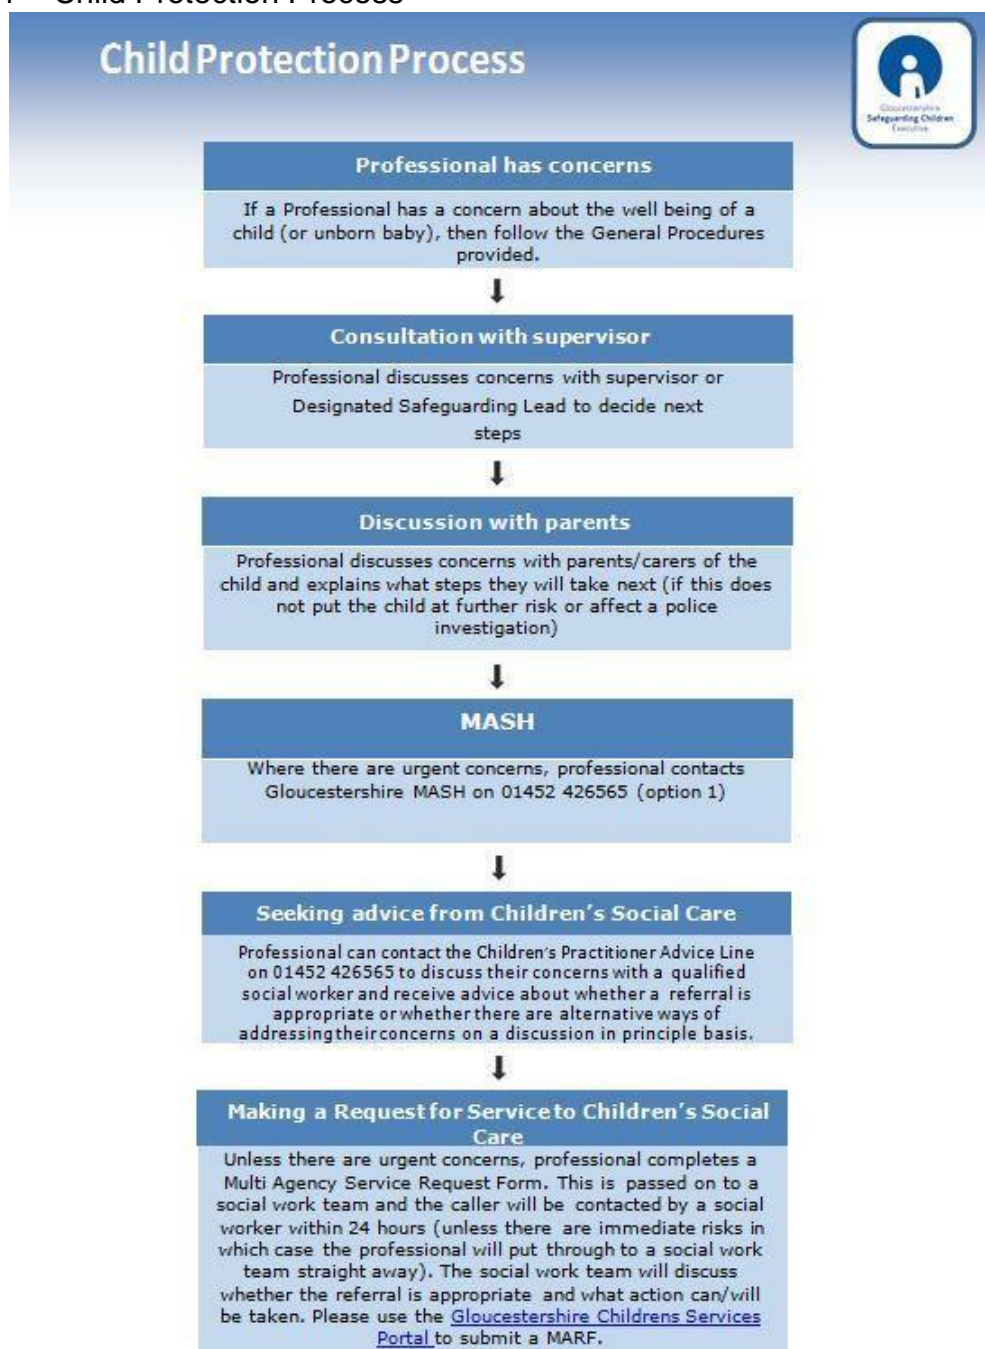 Child Protection Process
Child Protection Process
Gloucestershire
Safeguarding Children
Executive
Professional has concerns
If a Professional has a concern about the well being of a
child (or unborn baby), then follow the General Procedures
provided.
Consultation with supervisor
Professional discusses concerns with supervisor or
Designated Safeguarding Lead to decide next
steps
Discussion with parents
Professional discusses concerns with parents/carers of the
child and explains what steps they will take next (if this does
not put the child at further risk or affect a police
investigation)
MASH
Where there are urgent concerns, professional contacts
Gloucestershire MASH on 01452 426565 (option 1)
Seeking advice from Children's Social Care
Professional can contact the Children's Practitioner Advice Line
on 01452 426565 to discuss their concerns with a qualified
social worker and receive advice about whether a referral is
appropriate or whether there are alternative ways of
addressing their concerns on a discussion in principle basis.
Making a Request for Service to Children's Social
Care
Unless there are urgent concerns, professional completes a
Multi Agency Service Request Form. This is passed on to a
social work team and the caller will be contacted by a social
worker within 24 hours (unless there are immediate risks in
which case the professional will put through to a social work
team straight away). The social work team will discuss
whether the referral is appropriate and what action can/will
be taken. Please use the Gloucestershire Childrens Services
Portal to submit a MARF.